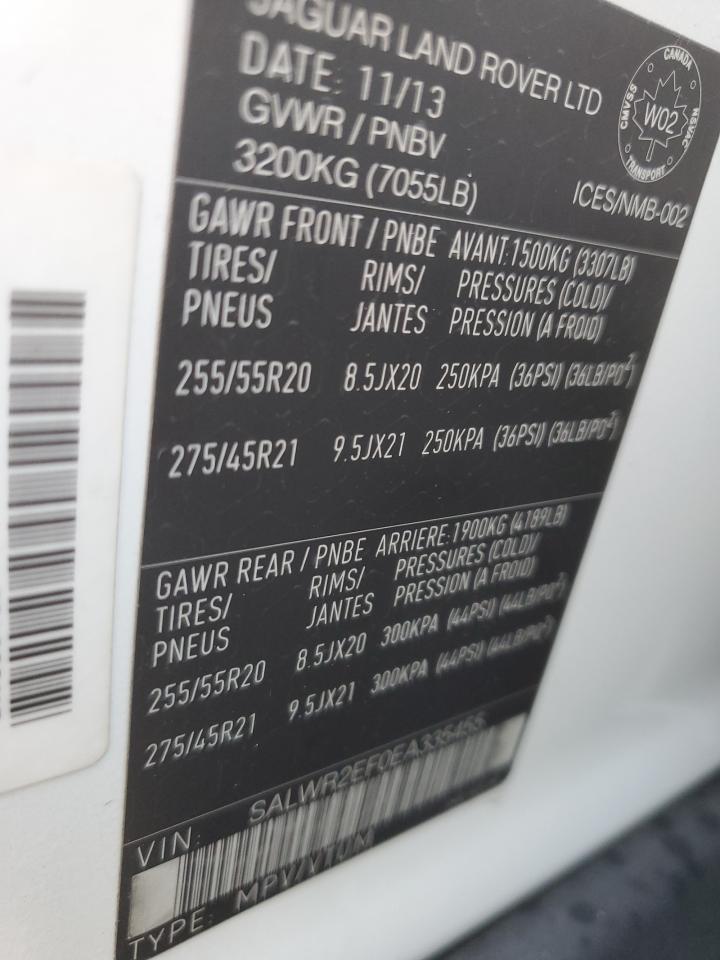 JAGUAR LAND ROVER LTD
DATE: 11/13
GVWR / PNBV
3200KG (7055LB)
CANADA
CMVSS
W02
NSVAC
TRANSPORT
ICES/NMB-002
GAWR FRONT / PNBE AVANT: 1500KG (3307LB)
TIRES/ RIMS/ PRESSURES (COLD)/
PNEUS JANTES PRESSION (A FROID)
255/55R20 8.5JX20 250KPA (36PSI) (36LB/PO²)
275/45R21 9.5JX21 250KPA (36PSI) (36LB/PO²)
GAWR REAR / PNBE ARRIERE: 1900KG (4189LB)
TIRES/ RIMS/ PRESSURES (COLD)/
PNEUS JANTES PRESSION (A FROID)
255/55R20 8.5JX20 300KPA (44PSI) (44LB/PO²)
275/45R21 9.5JX21 300KPA (44PSI) (44LB/PO²)
VIN: SALWR2EF0EA335455
TYPE: MPV/VTUM